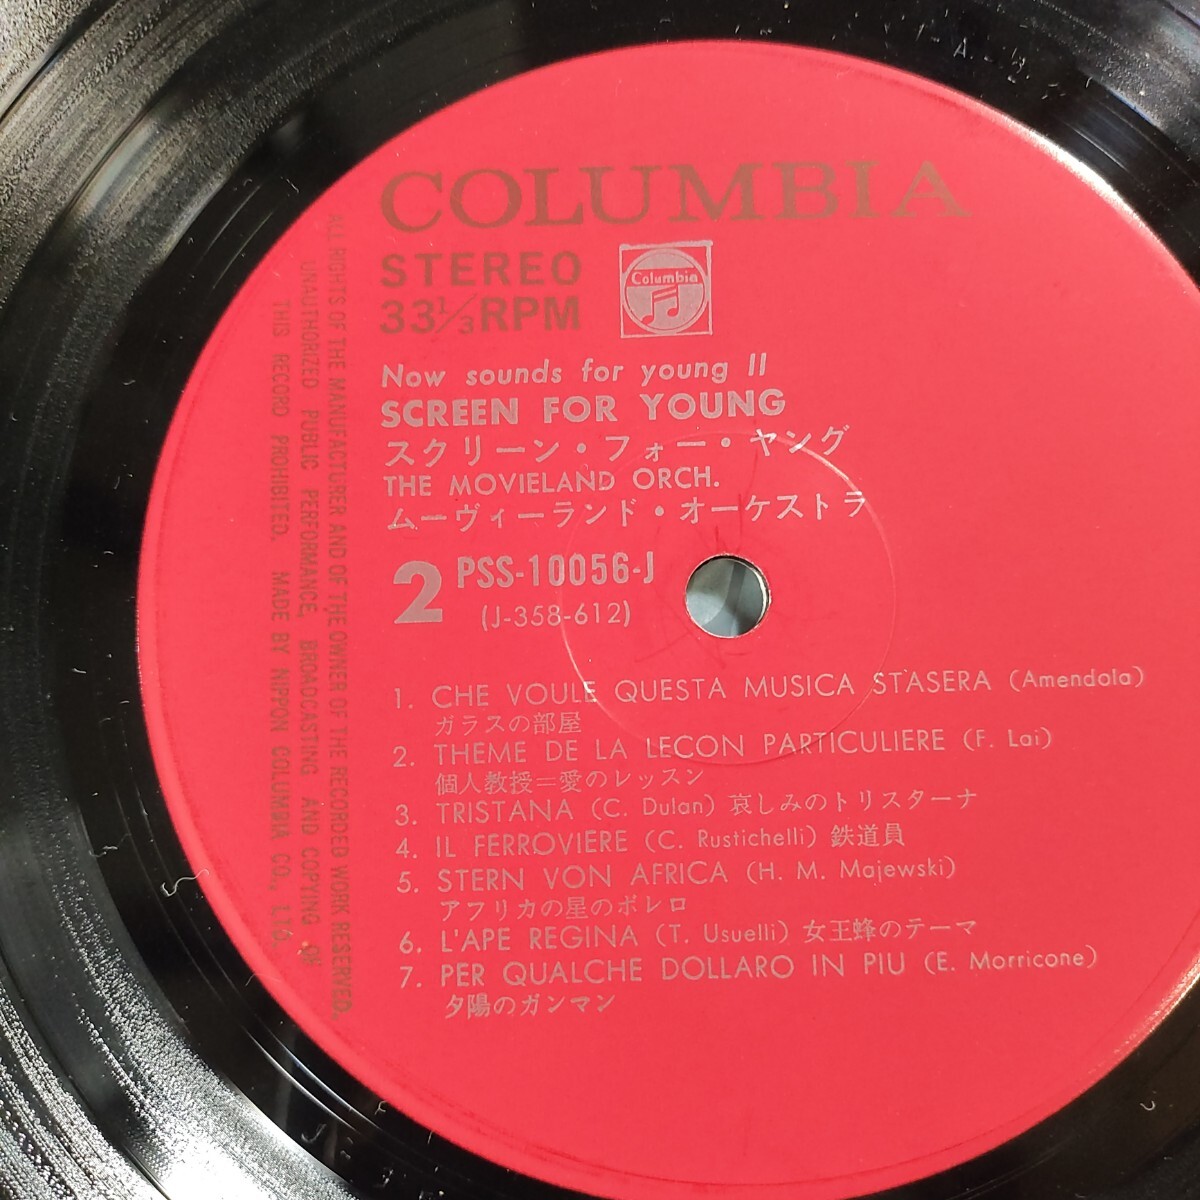 COLUMBIA
STEREO
33 1/3 RPM
Columbia
Now sounds for young II
SCREEN FOR YOUNG
スクリーン・フォー・ヤング
THE MOVIELAND ORCH.
ムーヴィーランド・オーケストラ
2 PSS-10056-J
(J-358-612)
1. CHE VOULE QUESTA MUSICA STASERA (Amendola)
ガラスの部屋
2. THEME DE LA LECON PARTICULIERE (F. Lai)
個人教授=愛のレッスン
3. TRISTANA (C. Dulan) 哀しみのトリスターナ
4. IL FERROVIERE (C. Rustichelli) 鉄道員
5. STERN VON AFRICA (H. M. Majewski)
アフリカの星のボレロ
6. L'APE REGINA (T. Usuelli) 女王蜂のテーマ
7. PER QUALCHE DOLLARO IN PIU (E. Morricone)
夕陽のガンマン
ALL RIGHTS OF THE MANUFACTURER AND OF THE OWNER OF THE RECORDED WORK RESERVED.
UNAUTHORIZED PUBLIC PERFORMANCE, BROADCASTING AND COPYING OF
THIS RECORD PROHIBITED. MADE BY NIPPON COLUMBIA CO., LTD.